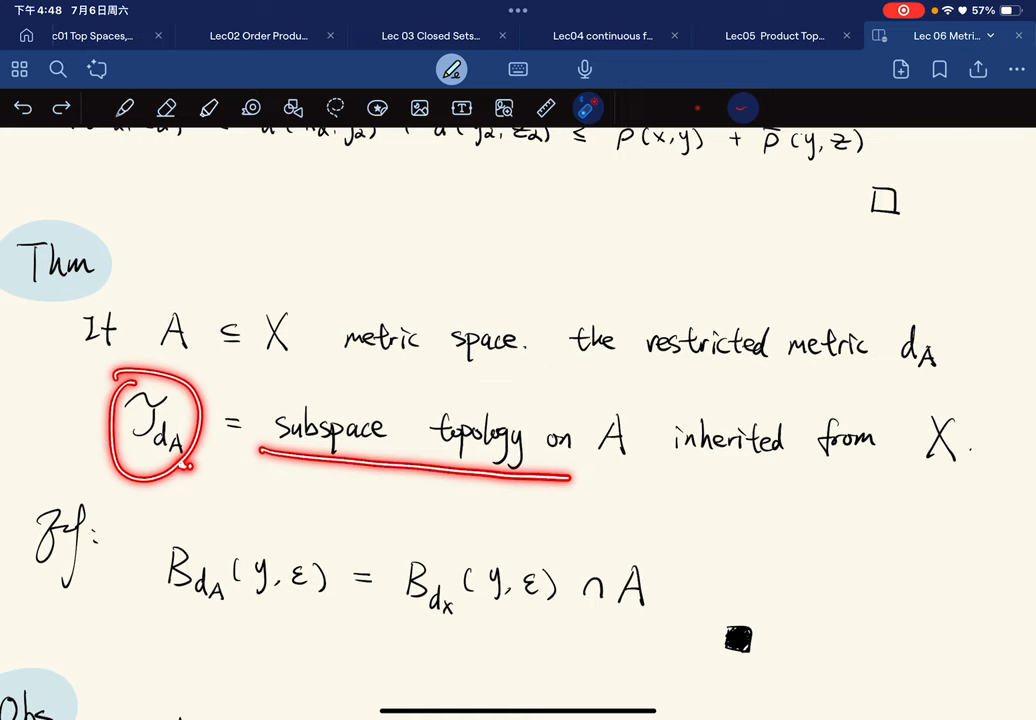 下午4:48 7月6日周六
57%
c01 Top Spaces,...
Lec02 Order Produ...
Lec 03 Closed Sets...
Lec04 continuous f...
Lec05 Product Top...
Lec 06 Metri...
≤ ρ(x,y) + ρ̄(y,z)
□
Thm
If A ⊆ X metric space. the restricted metric d_A
𝒯_{d_A} = subspace topology on A inherited from X.
Pf:
B_{d_A}(y,ε) = B_{d_X}(y,ε) ∩ A
■
Obs